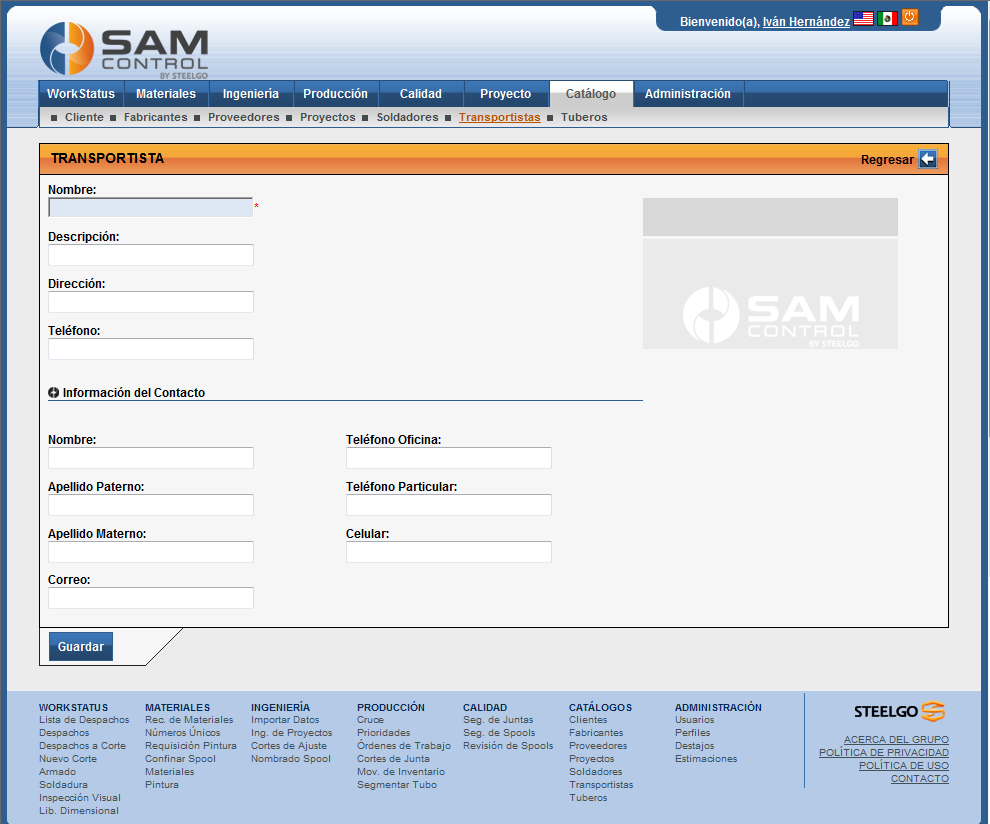 Bienvenido(a), Iván Hernández
SAM
CONTROL
BY STEELGO
WorkStatus Materiales Ingeniería Producción Calidad Proyecto Catálogo Administración
Cliente Fabricantes Proveedores Proyectos Soldadores Transportistas Tuberos
TRANSPORTISTA Regresar
Nombre:
*
Descripción:
Dirección:
Teléfono:
SAM
CONTROL
BY STEELGO
Información del Contacto
Nombre: Teléfono Oficina:
Apellido Paterno: Teléfono Particular:
Apellido Materno: Celular:
Correo:
Guardar
WORKSTATUS
Lista de Despachos
Despachos
Despachos a Corte
Nuevo Corte
Armado
Soldadura
Inspección Visual
Lib. Dimensional
MATERIALES
Rec. de Materiales
Números Únicos
Requisición Pintura
Confinar Spool
Materiales
Pintura
INGENIERÍA
Importar Datos
Ing. de Proyectos
Cortes de Ajuste
Nombrado Spool
PRODUCCIÓN
Cruce
Prioridades
Órdenes de Trabajo
Cortes de Junta
Mov. de Inventario
Segmentar Tubo
CALIDAD
Seg. de Juntas
Seg. de Spools
Revisión de Spools
CATÁLOGOS
Clientes
Fabricantes
Proveedores
Proyectos
Soldadores
Transportistas
Tuberos
ADMINISTRACIÓN
Usuarios
Perfiles
Destajos
Estimaciones
STEELGO
ACERCA DEL GRUPO
POLÍTICA DE PRIVACIDAD
POLÍTICA DE USO
CONTACTO